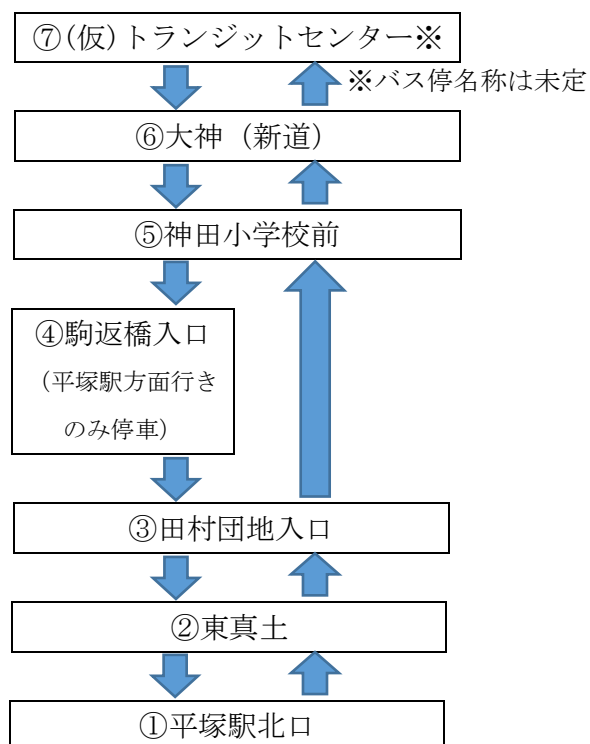 ⑦(仮)トランジットセンター※
※バス停名称は未定
⑥大神（新道）
⑤神田小学校前
④駒返橋入口
（平塚駅方面行き
のみ停車）
③田村団地入口
②東真土
①平塚駅北口